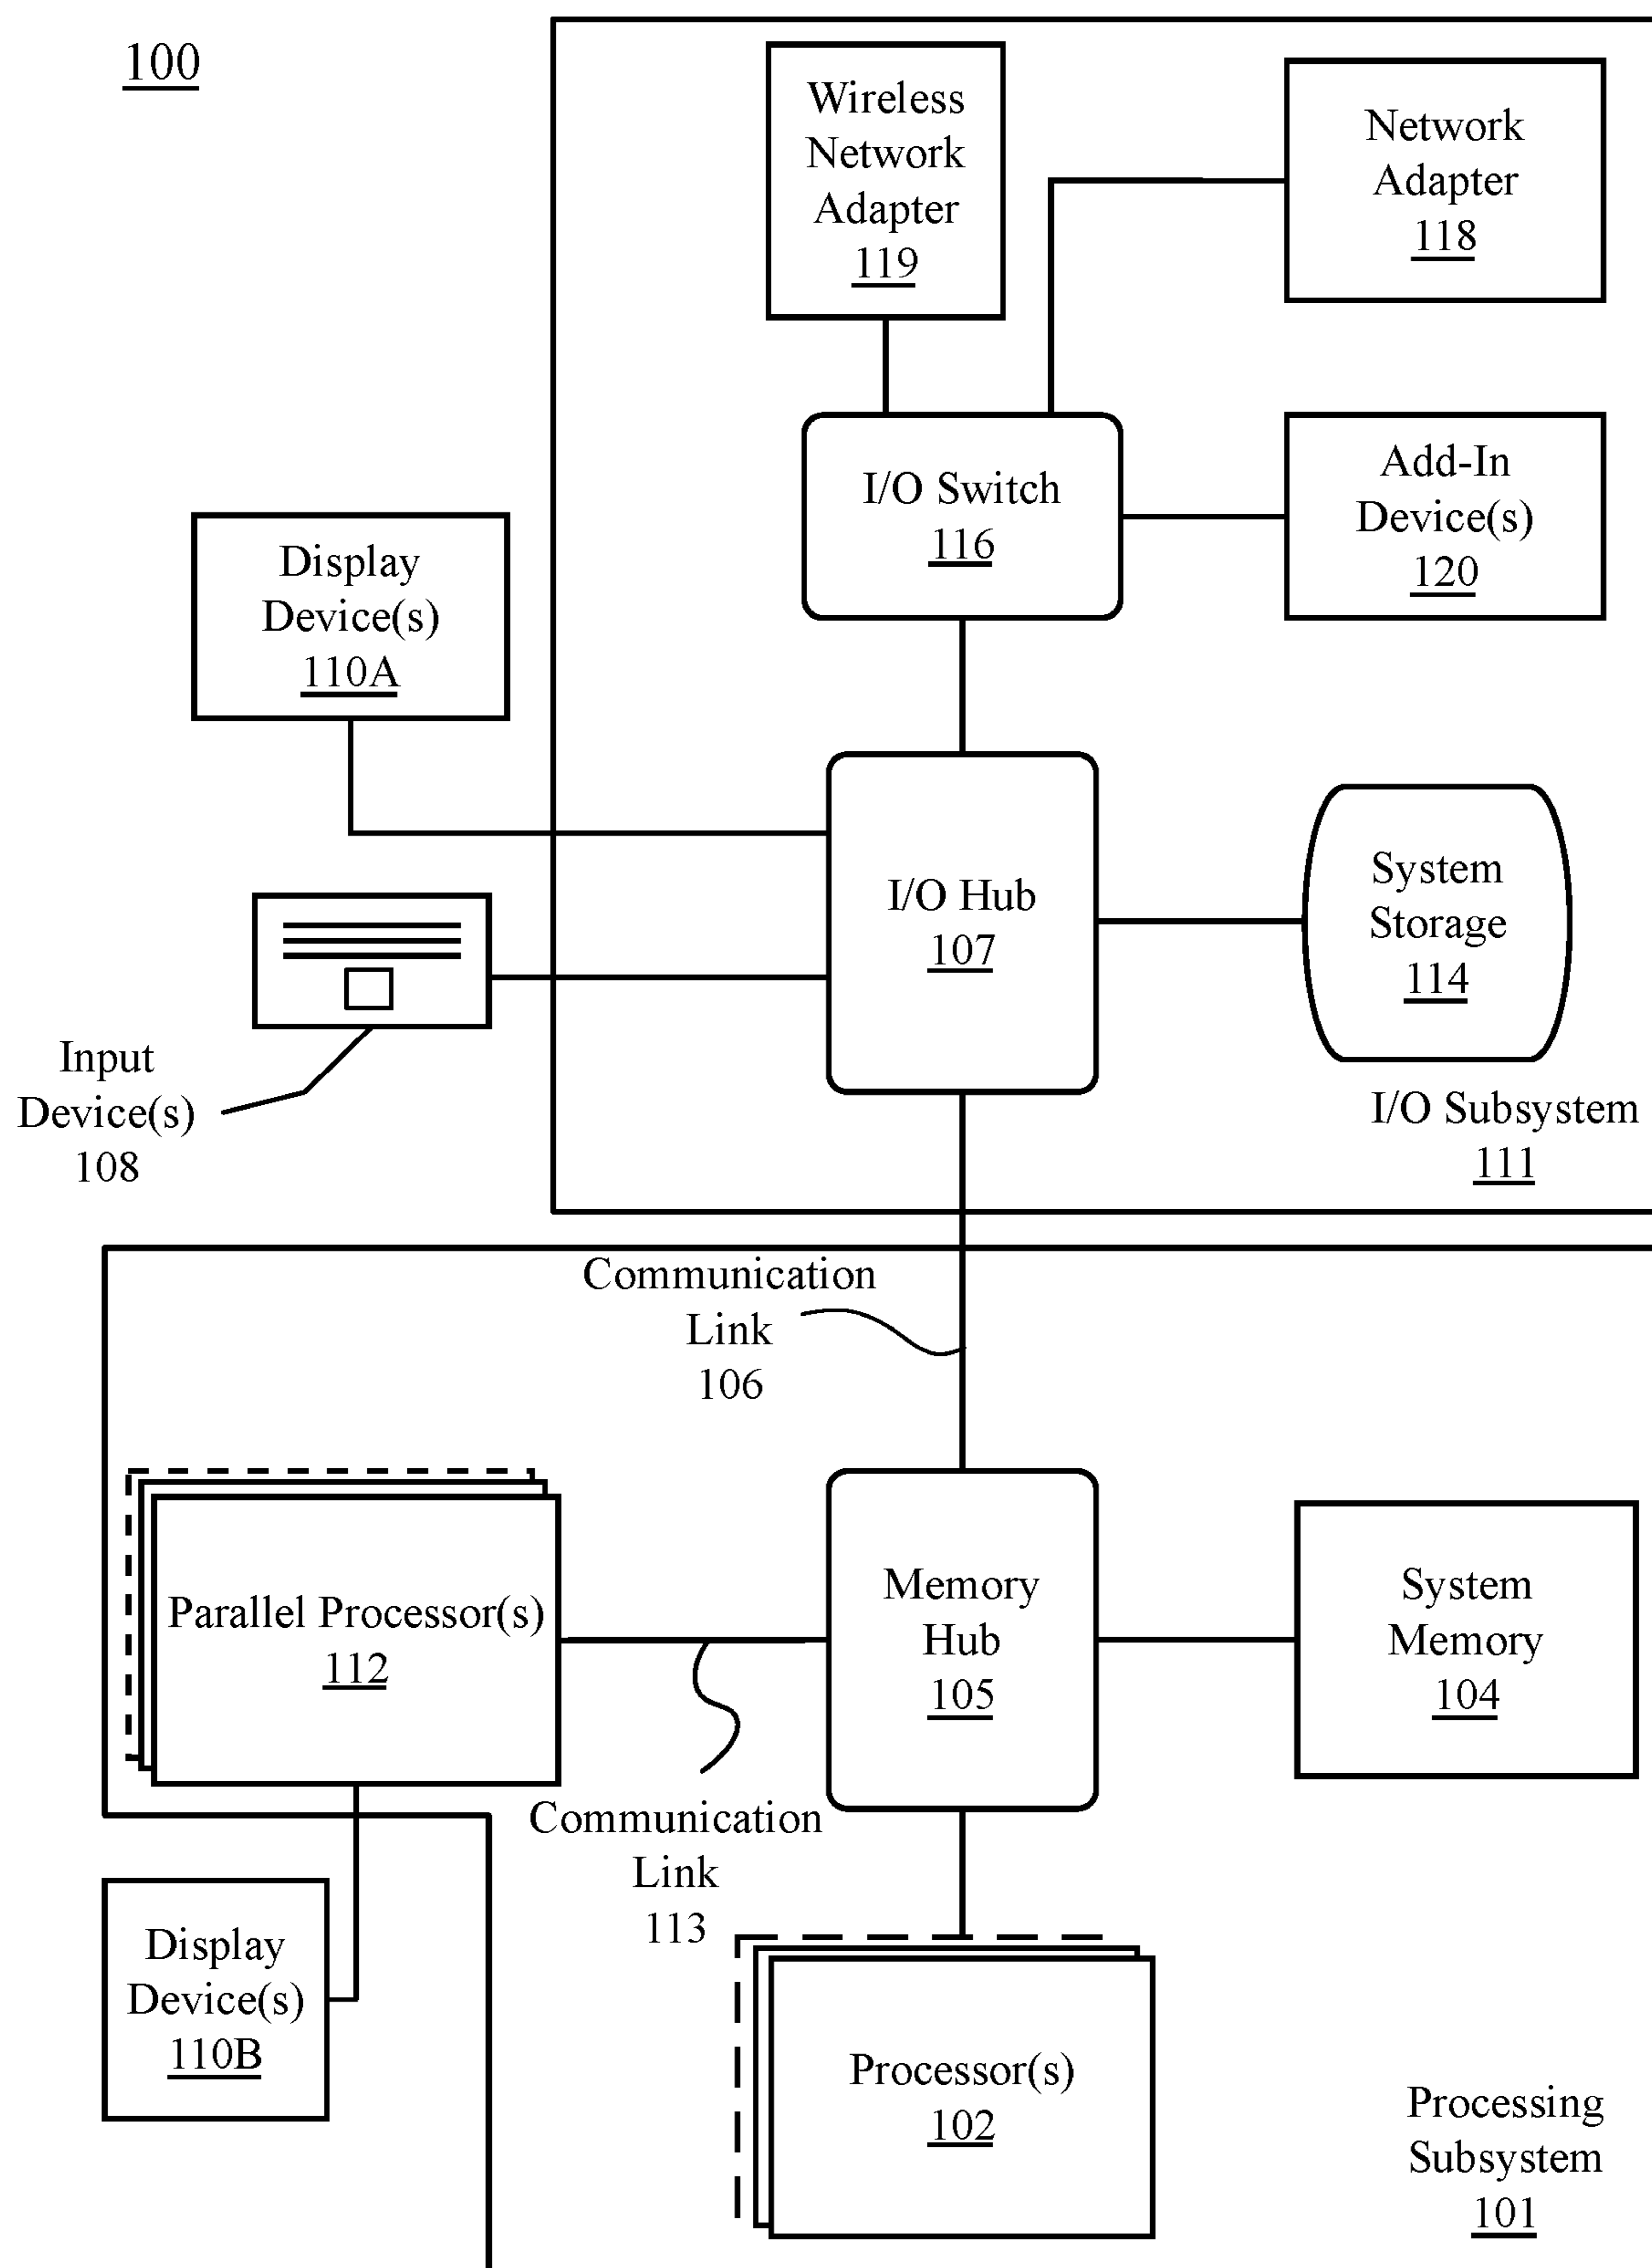 100
Wireless
Network
Adapter
119
Network
Adapter
118
I/O Switch
116
Add-In
Device(s)
120
Display
Device(s)
110A
I/O Hub
107
System
Storage
114
Input
Device(s)
108
I/O Subsystem
111
Communication
Link
106
Parallel Processor(s)
112
Memory
Hub
105
System
Memory
104
Communication
Link
113
Display
Device(s)
110B
Processor(s)
102
Processing
Subsystem
101